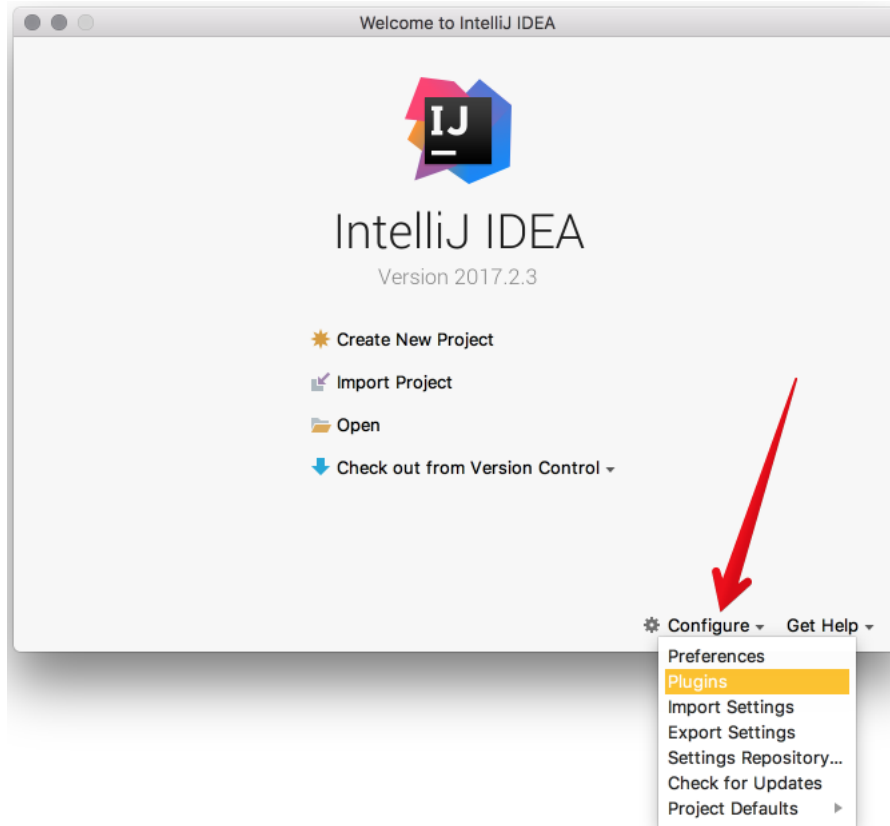 Welcome to IntelliJ IDEA
IJ
IntelliJ IDEA
Version 2017.2.3
Create New Project
Import Project
Open
Check out from Version Control
Configure Get Help
Preferences
Plugins
Import Settings
Export Settings
Settings Repository...
Check for Updates
Project Defaults